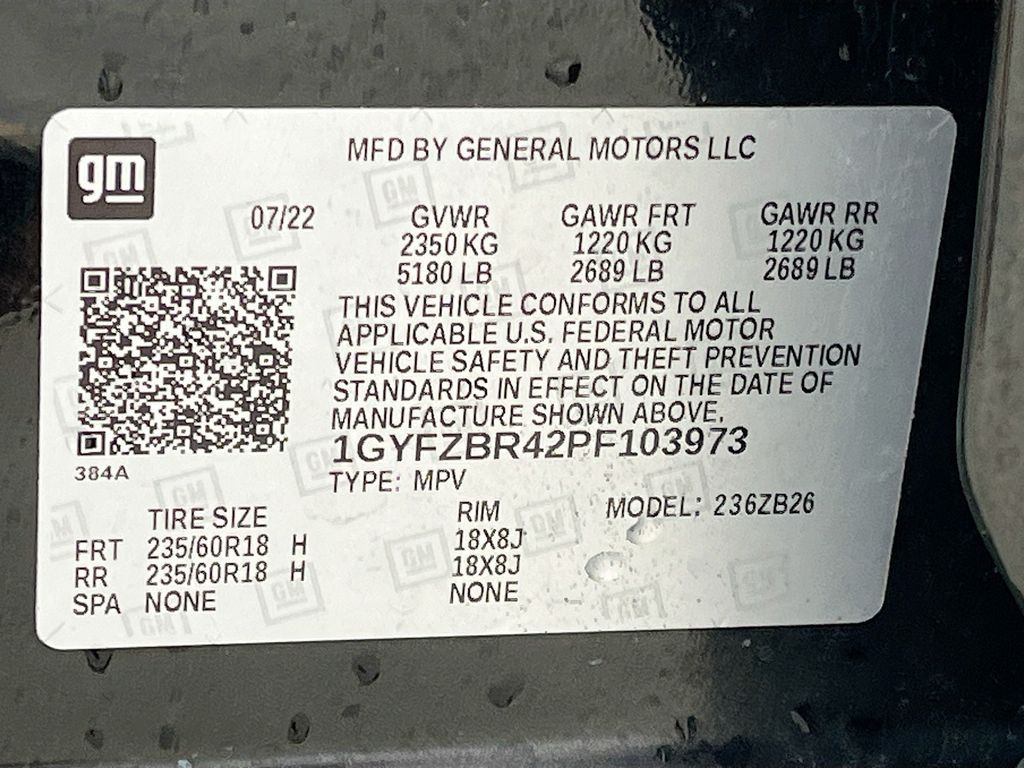 gm
MFD BY GENERAL MOTORS LLC
07/22 GVWR GAWR FRT GAWR RR
2350 KG 1220 KG 1220 KG
5180 LB 2689 LB 2689 LB
THIS VEHICLE CONFORMS TO ALL
APPLICABLE U.S. FEDERAL MOTOR
VEHICLE SAFETY AND THEFT PREVENTION
STANDARDS IN EFFECT ON THE DATE OF
MANUFACTURE SHOWN ABOVE.
1GYFZBR42PF103973
384A
TYPE: MPV
TIRE SIZE RIM MODEL: 236ZB26
FRT 235/60R18 H 18X8J
RR 235/60R18 H 18X8J
SPA NONE NONE